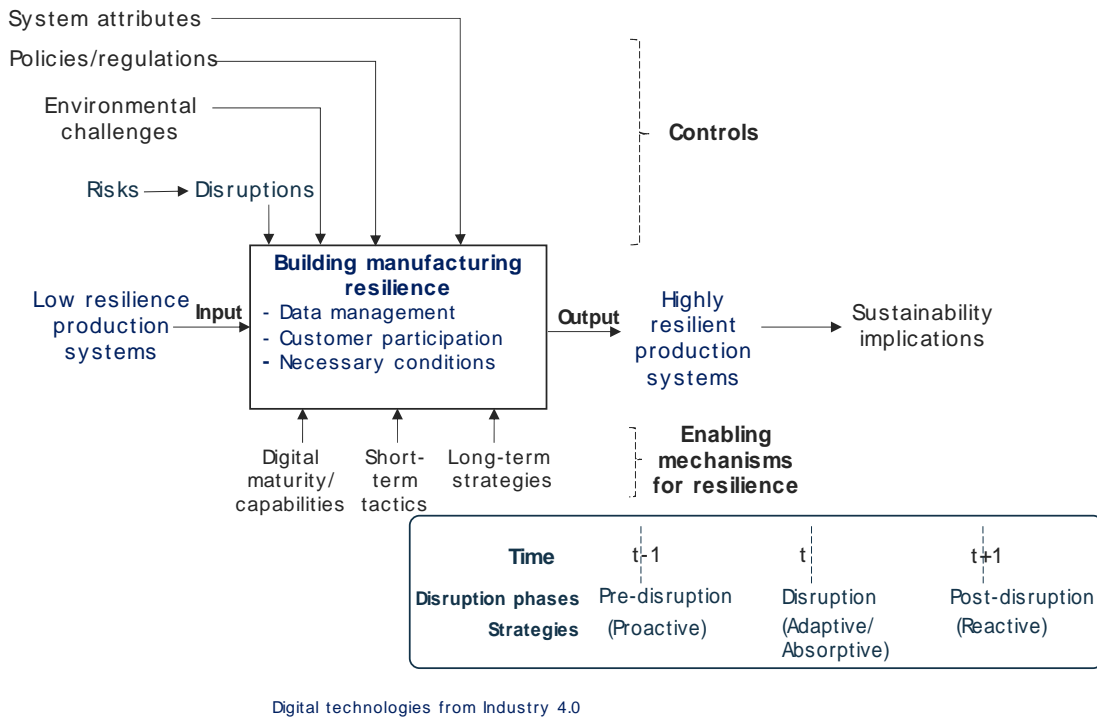 System attributes
Policies/regulations
Environmental
challenges
Controls
Risks
Disruptions
Building manufacturing
resilience
- Data management
- Customer participation
- Necessary conditions
Low resilience
production
systems
Input
Output
Highly
resilient
production
systems
Sustainability
implications
Digital
maturity/
capabilities
Short-
term
tactics
Long-term
strategies
Enabling
mechanisms
for resilience
Time t-1 t t+1
Disruption phases Pre-disruption Disruption Post-disruption
Strategies (Proactive) (Adaptive/ (Reactive)
Absorptive)
Digital technologies from Industry 4.0